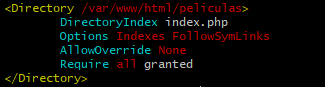 <Directory /var/www/html/peliculas>
DirectoryIndex index.php
Options Indexes FollowSymLinks
AllowOverride None
Require all granted
</Directory>